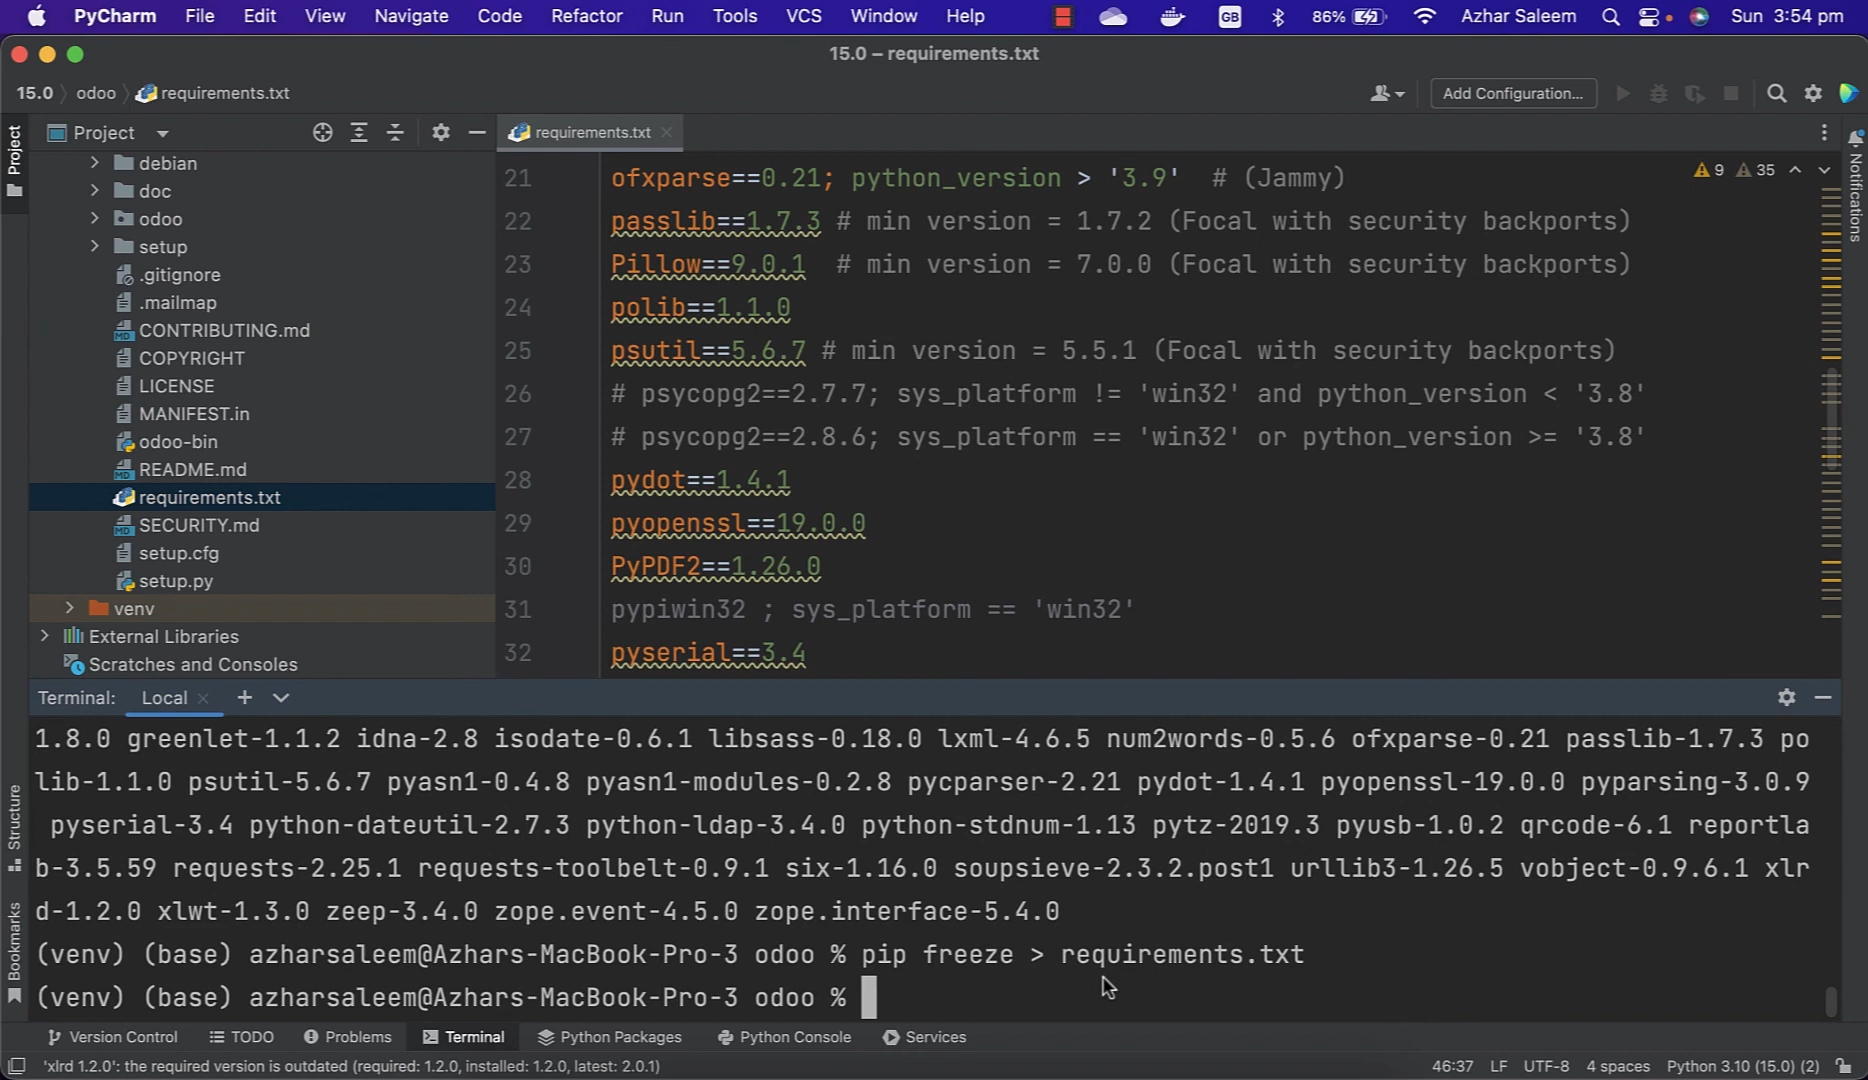 PyCharm File Edit View Navigate Code Refactor Run Tools VCS Window Help GB 86% Azhar Saleem Sun 3:54 pm
15.0 – requirements.txt
15.0 odoo requirements.txt
Add Configuration...
Project
Project
requirements.txt
Notifications
debian
doc
odoo
setup
.gitignore
.mailmap
CONTRIBUTING.md
COPYRIGHT
LICENSE
MANIFEST.in
odoo-bin
README.md
requirements.txt
SECURITY.md
setup.cfg
setup.py
venv
External Libraries
Scratches and Consoles
9 35
21 ofxparse==0.21; python_version > '3.9' # (Jammy)
22 passlib==1.7.3 # min version = 1.7.2 (Focal with security backports)
23 Pillow==9.0.1 # min version = 7.0.0 (Focal with security backports)
24 polib==1.1.0
25 psutil==5.6.7 # min version = 5.5.1 (Focal with security backports)
26 # psycopg2==2.7.7; sys_platform != 'win32' and python_version < '3.8'
27 # psycopg2==2.8.6; sys_platform == 'win32' or python_version >= '3.8'
28 pydot==1.4.1
29 pyopenssl==19.0.0
30 PyPDF2==1.26.0
31 pypiwin32 ; sys_platform == 'win32'
32 pyserial==3.4
Terminal: Local
1.8.0 greenlet-1.1.2 idna-2.8 isodate-0.6.1 libsass-0.18.0 lxml-4.6.5 num2words-0.5.6 ofxparse-0.21 passlib-1.7.3 po
lib-1.1.0 psutil-5.6.7 pyasn1-0.4.8 pyasn1-modules-0.2.8 pycparser-2.21 pydot-1.4.1 pyopenssl-19.0.0 pyparsing-3.0.9
pyserial-3.4 python-dateutil-2.7.3 python-ldap-3.4.0 python-stdnum-1.13 pytz-2019.3 pyusb-1.0.2 qrcode-6.1 reportla
b-3.5.59 requests-2.25.1 requests-toolbelt-0.9.1 six-1.16.0 soupsieve-2.3.2.post1 urllib3-1.26.5 vobject-0.9.6.1 xlr
d-1.2.0 xlwt-1.3.0 zeep-3.4.0 zope.event-4.5.0 zope.interface-5.4.0
(venv) (base) azharsaleem@Azhars-MacBook-Pro-3 odoo % pip freeze > requirements.txt
(venv) (base) azharsaleem@Azhars-MacBook-Pro-3 odoo %
Structure
Bookmarks
Version Control TODO Problems Terminal Python Packages Python Console Services
'xlrd 1.2.0': the required version is outdated (required: 1.2.0, installed: 1.2.0, latest: 2.0.1) 46:37 LF UTF-8 4 spaces Python 3.10 (15.0) (2)